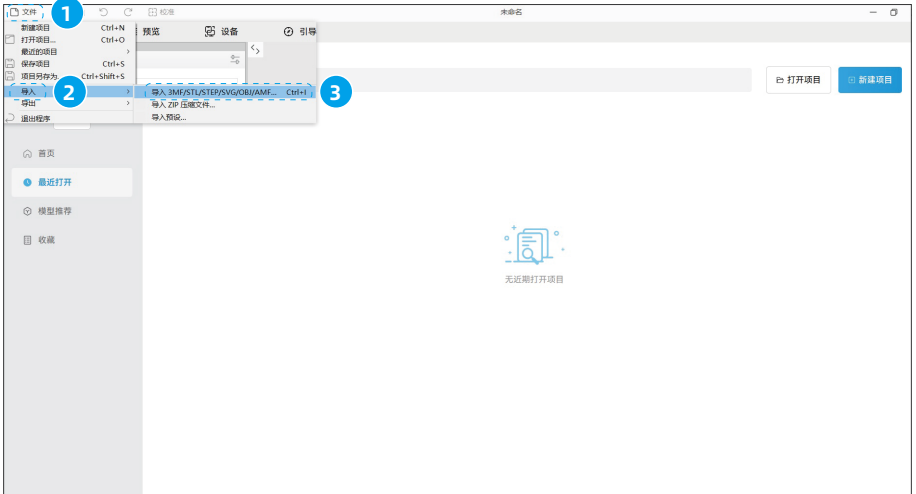 文件
1
校准
未命名
新建项目 Ctrl+N
预览
设备
引导
打开项目... Ctrl+O
最近的项目
保存项目 Ctrl+S
项目另存为 Ctrl+Shift+S
打开项目
新建项目
导入
2
导入 3MF/STL/STEP/SVG/OBJ/AMF... Ctrl+I
3
导出
导入 ZIP 压缩文件...
退出程序
导入预设...
首页
最近打开
模型推荐
收藏
无近期打开项目